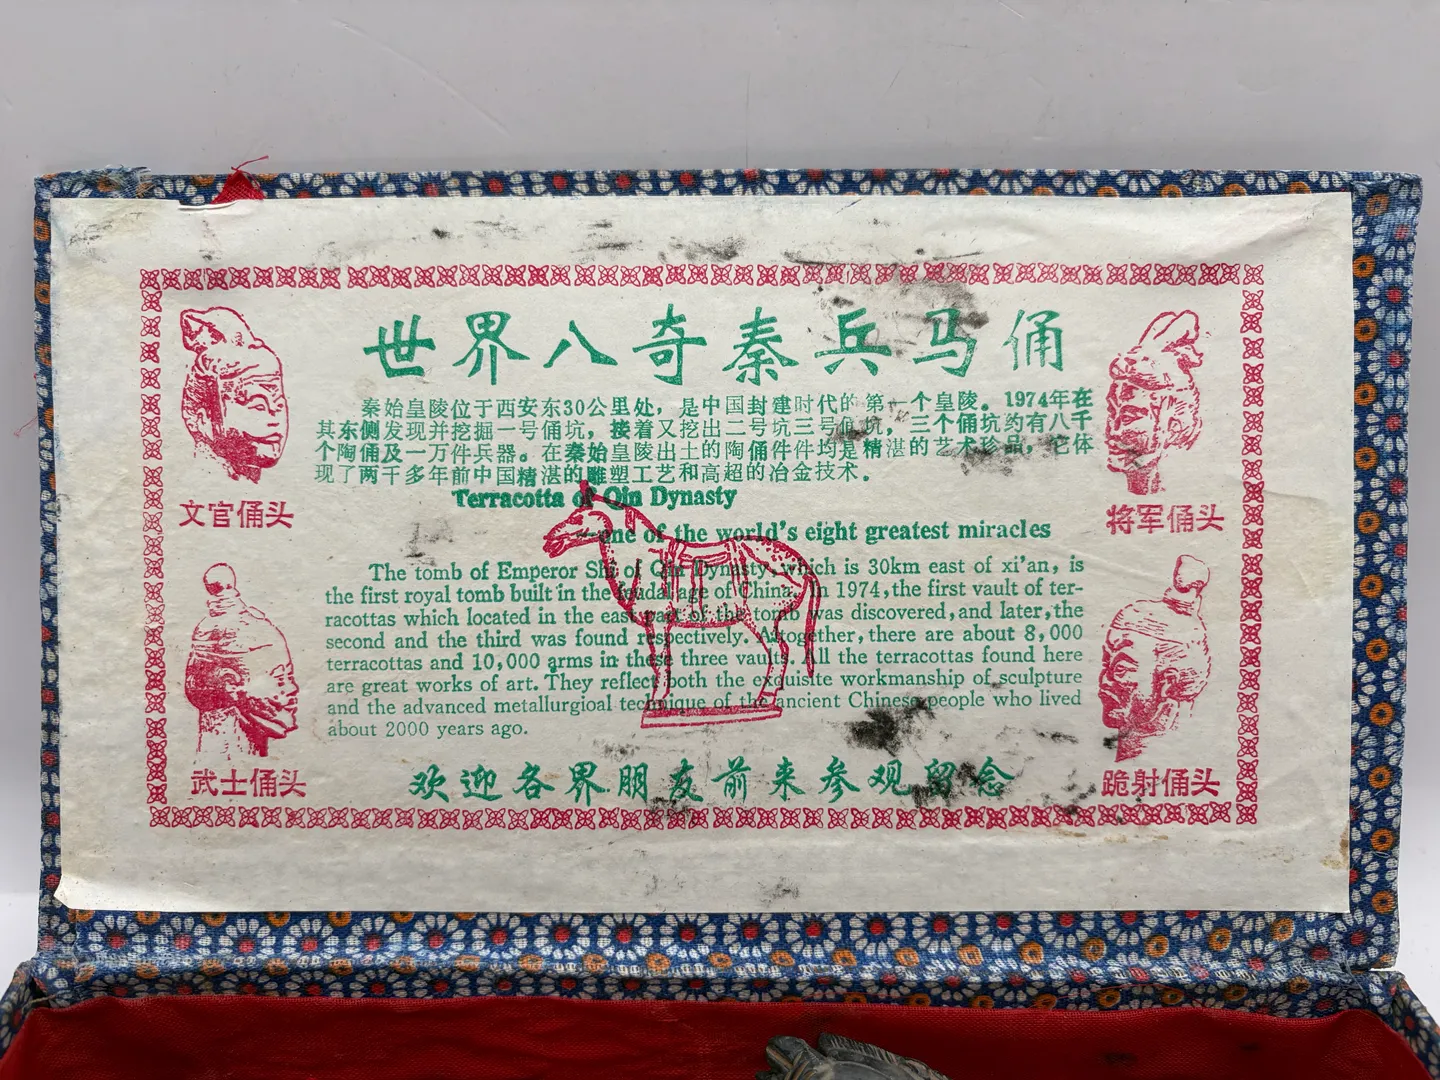 世界八奇秦兵马俑
秦始皇陵位于西安东30公里处，是中国封建时代的第一个皇陵。1974年在
其东侧发现并挖掘一号俑坑，接着又挖出二号坑三号俑坑，三个俑坑约有八千
个陶俑及一万件兵器。在秦始皇陵出土的陶俑件件均是精湛的艺术珍品，它体
现了两千多年前中国精湛的雕塑工艺和高超的冶金技术。
Terracotta of Qin Dynasty
—one of the world's eight greatest miracles
The tomb of Emperor Shi of Qin Dynasty, which is 30km east of xi'an, is
the first royal tomb built in the feudal age of China. In 1974, the first vault of ter-
racottas which located in the east part of the tomb was discovered, and later, the
second and the third was found respectively. Altogether, there are about 8,000
terracottas and 10,000 arms in these three vaults. All the terracottas found here
are great works of art. They reflect both the exquisite workmanship of sculpture
and the advanced metallurgioal technique of the ancient Chinese people who lived
about 2000 years ago.
欢迎各界朋友前来参观留念
文官俑头
武士俑头
将军俑头
跪射俑头